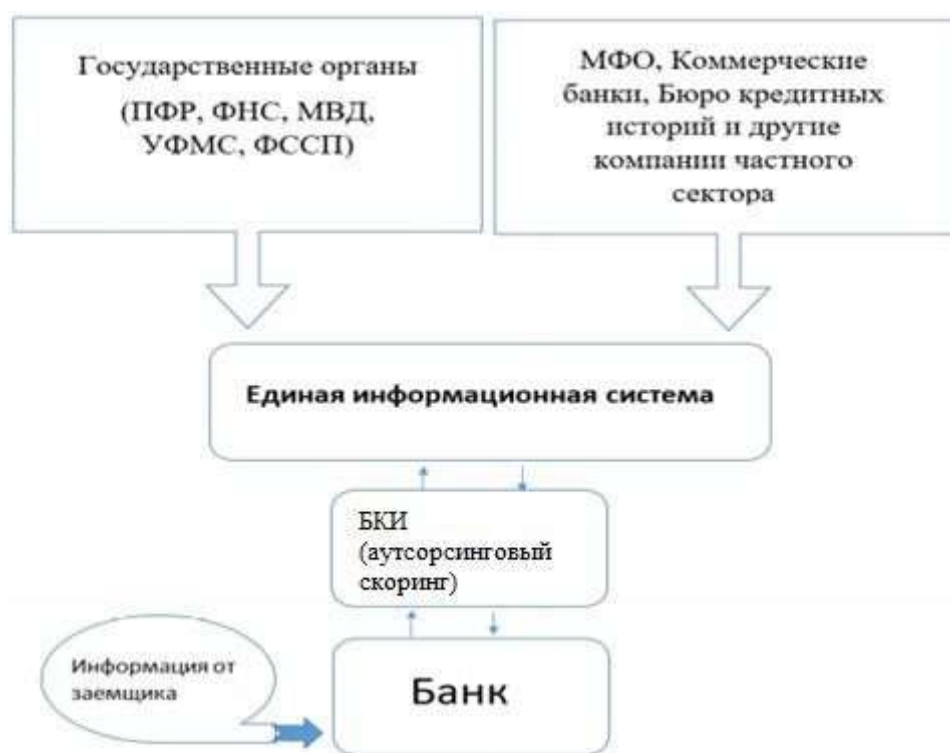 Государственные органы
(ПФР, ФНС, МВД,
УФМС, ФССП)
МФО, Коммерческие
банки, Бюро кредитных
историй и другие
компании частного
сектора
Единая информационная система
БКИ
(аутсорсинговый
скоринг)
Информация от
заемщика
Банк